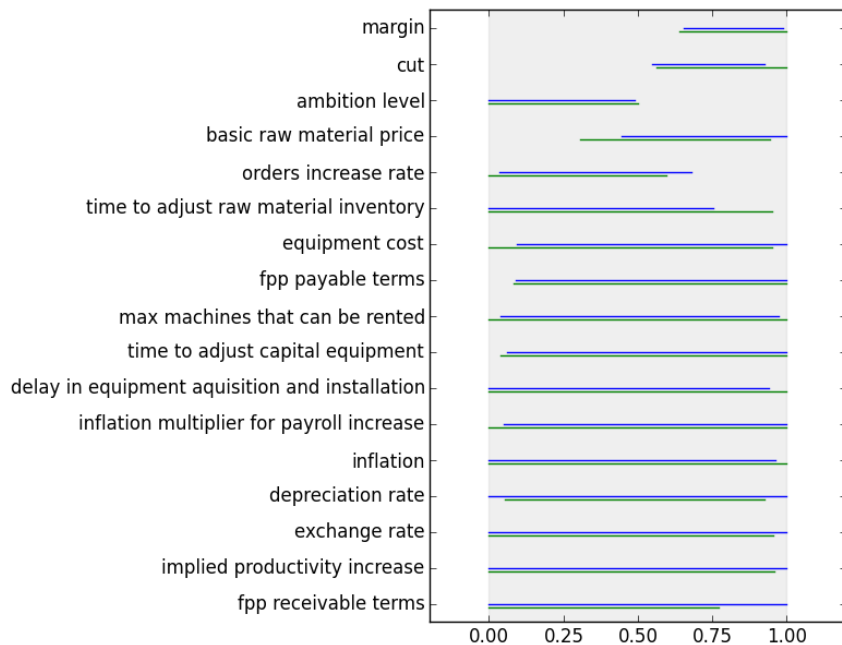 margin
cut
ambition level
basic raw material price
orders increase rate
time to adjust raw material inventory
equipment cost
fpp payable terms
max machines that can be rented
time to adjust capital equipment
delay in equipment aquisition and installation
inflation multiplier for payroll increase
inflation
depreciation rate
exchange rate
implied productivity increase
fpp receivable terms
0.00 0.25 0.50 0.75 1.00